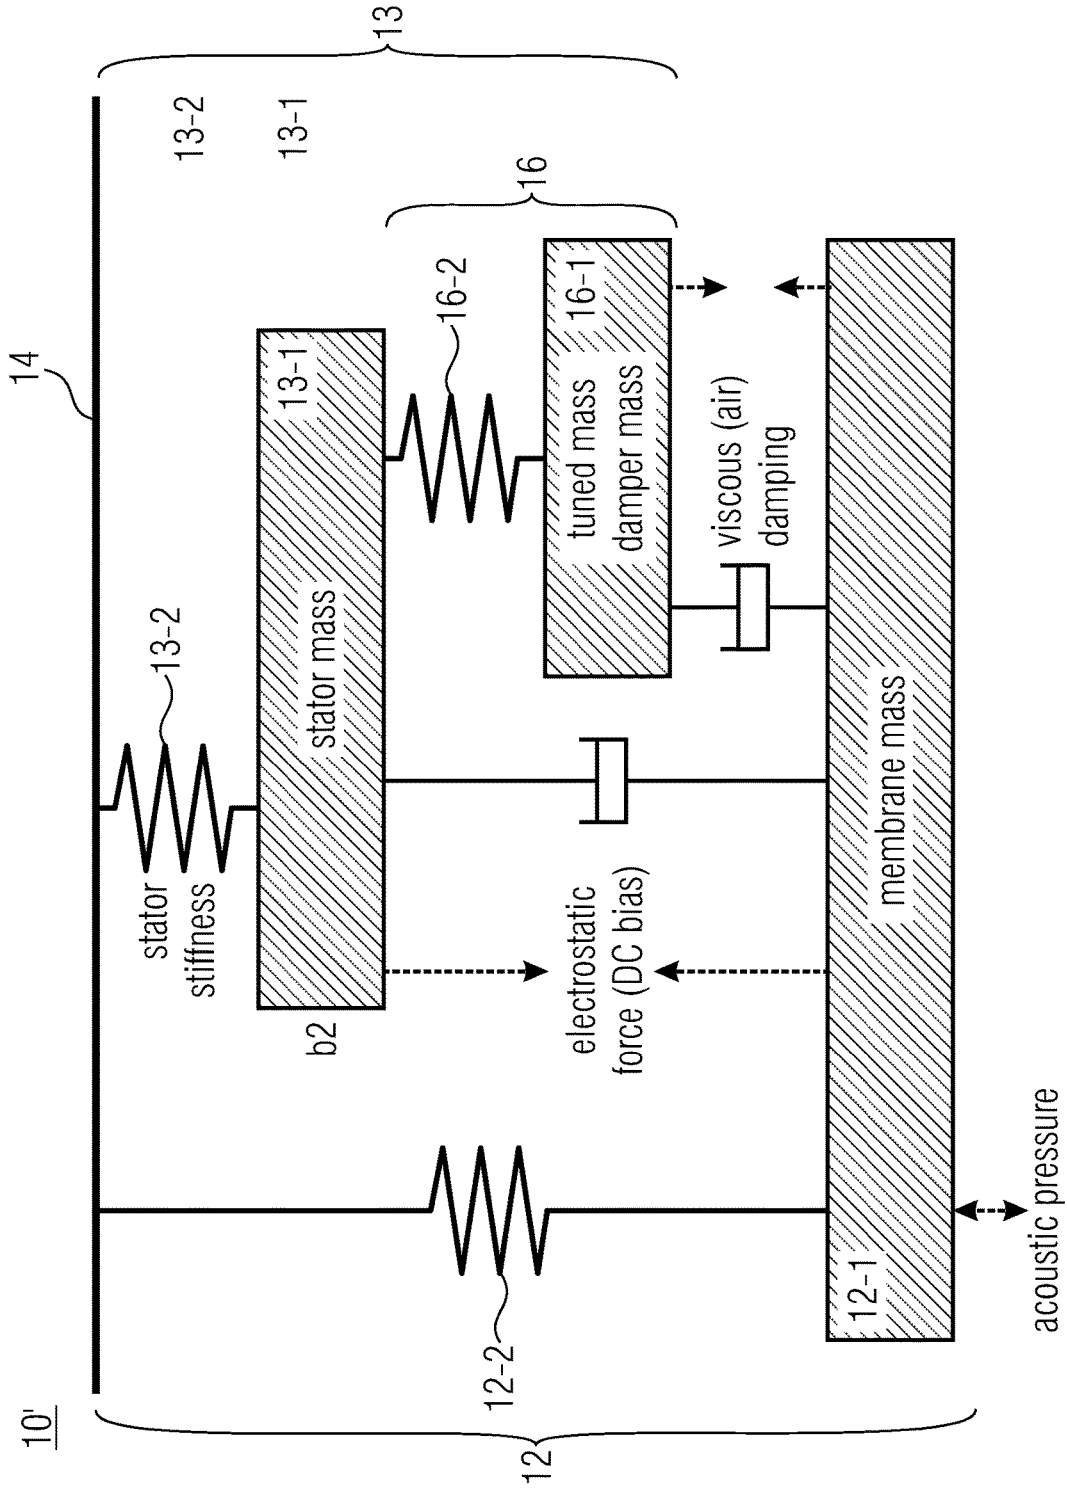 10'
14
13
13-2
13-1
16
13-2
stator
stiffness
13-1
stator mass
b2
16-2
16-1
tuned mass
damper mass
viscous (air)
damping
electrostatic
force (DC bias)
12-2
12
12-1
membrane mass
acoustic pressure